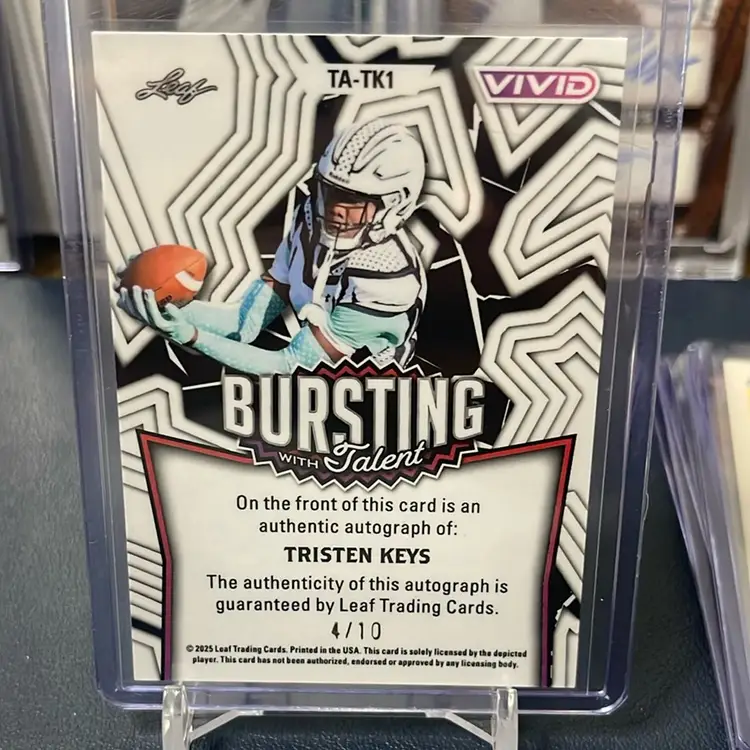 Leaf
TA-TK1
VIVID
BURSTING
WITH Talent
On the front of this card is an
authentic autograph of:
TRISTEN KEYS
The authenticity of this autograph is
guaranteed by Leaf Trading Cards.
4/10
© 2025 Leaf Trading Cards. Printed in the USA. This card is solely licensed by the depicted
player. This card has not been authorized, endorsed or approved by any licensing body.